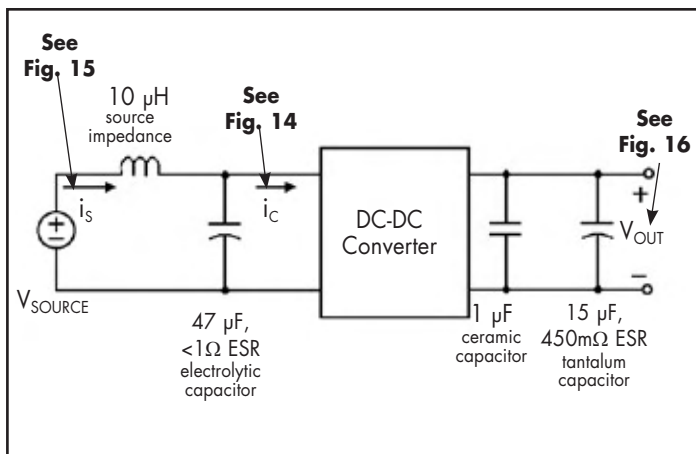 See
Fig. 15
10 µH
source
impedance
See
Fig. 14
See
Fig. 16
iS
iC
DC-DC
Converter
+
VOUT
–
VSOURCE
47 µF,
<1Ω ESR
electrolytic
capacitor
1 µF
ceramic
capacitor
15 µF,
450mΩ ESR
tantalum
capacitor